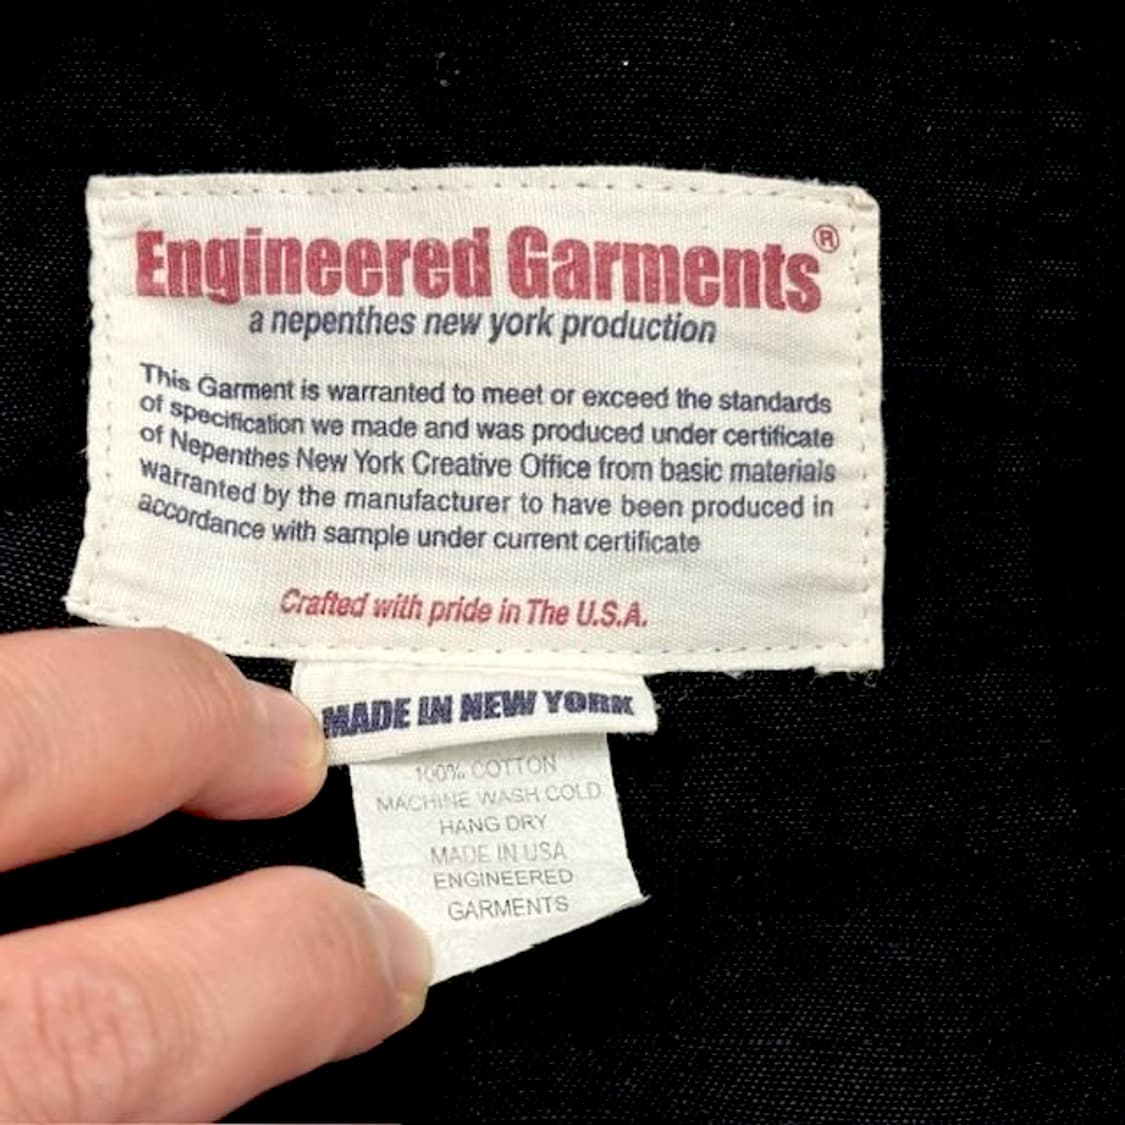 Engineered Garments®
a nepenthes new york production
This Garment is warranted to meet or exceed the standards
of specification we made and was produced under certificate
of Nepenthes New York Creative Office from basic materials
warranted by the manufacturer to have been produced in
accordance with sample under current certificate
Crafted with pride in The U.S.A.
MADE IN NEW YORK
100% COTTON
MACHINE WASH COLD
HANG DRY
MADE IN USA
ENGINEERED
GARMENTS